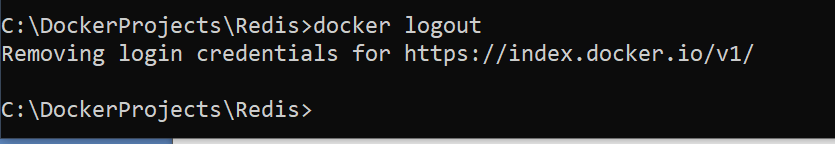 C:\DockerProjects\Redis>docker logout
Removing login credentials for https://index.docker.io/v1/
C:\DockerProjects\Redis>